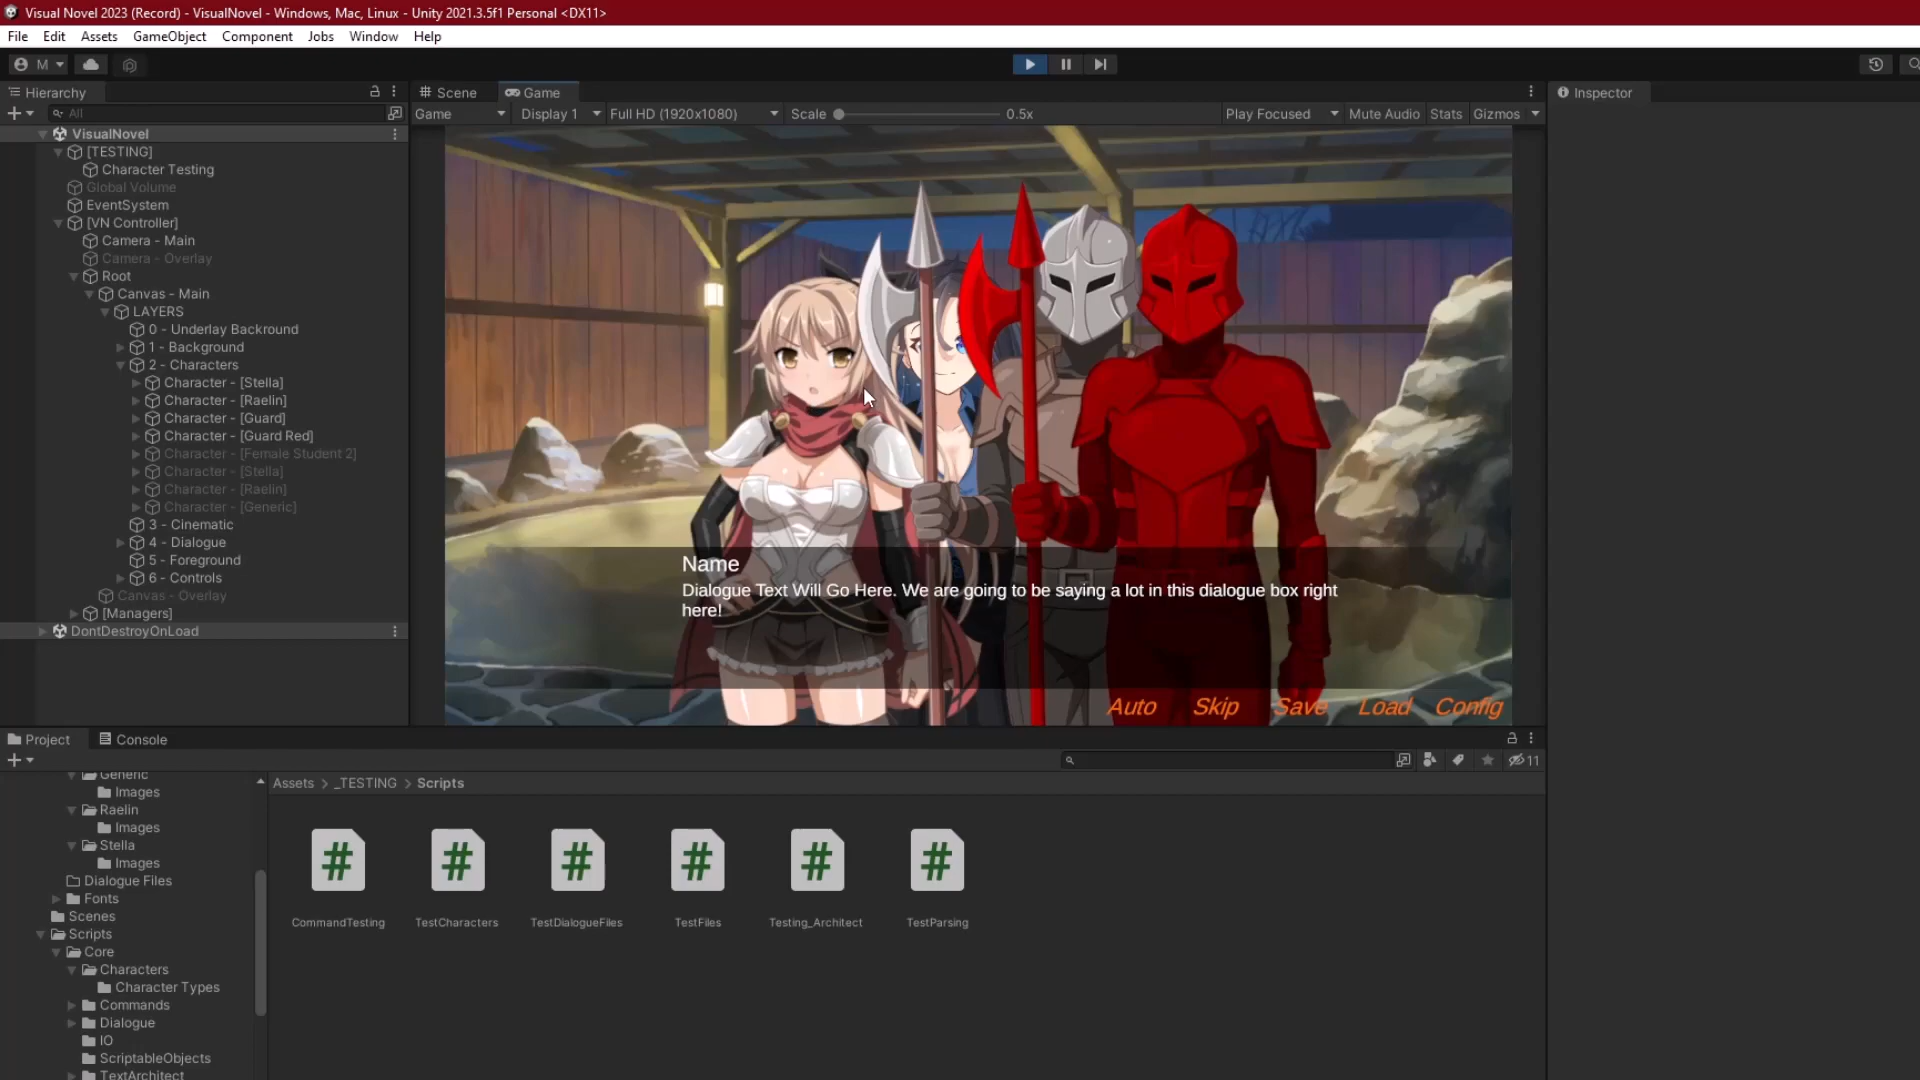 Visual Novel 2023 (Record) - VisualNovel - Windows, Mac, Linux - Unity 2021.3.5f1 Personal <DX11>
File Edit Assets GameObject Component Jobs Window Help
M
Hierarchy
All
VisualNovel
[TESTING]
Character Testing
Global Volume
EventSystem
[VN Controller]
Camera - Main
Camera - Overlay
Root
Canvas - Main
LAYERS
0 - Underlay Backround
1 - Background
2 - Characters
Character - [Stella]
Character - [Raelin]
Character - [Guard]
Character - [Guard Red]
Character - [Female Student 2]
Character - [Stella]
Character - [Raelin]
Character - [Generic]
3 - Cinematic
4 - Dialogue
5 - Foreground
6 - Controls
Canvas - Overlay
[Managers]
DontDestroyOnLoad
Scene Game
Game Display 1 Full HD (1920x1080) Scale 0.5x Play Focused Mute Audio Stats Gizmos
Name
Dialogue Text Will Go Here. We are going to be saying a lot in this dialogue box right
here!
Auto Skip Save Load Config
Inspector
Project Console
11
Generic
Images
Raelin
Images
Stella
Images
Dialogue Files
Fonts
Scenes
Scripts
Core
Characters
Character Types
Commands
Dialogue
IO
ScriptableObjects
TextArchitect
Assets > _TESTING > Scripts
# # # # # #
CommandTesting TestCharacters TestDialogueFiles TestFiles Testing_Architect TestParsing